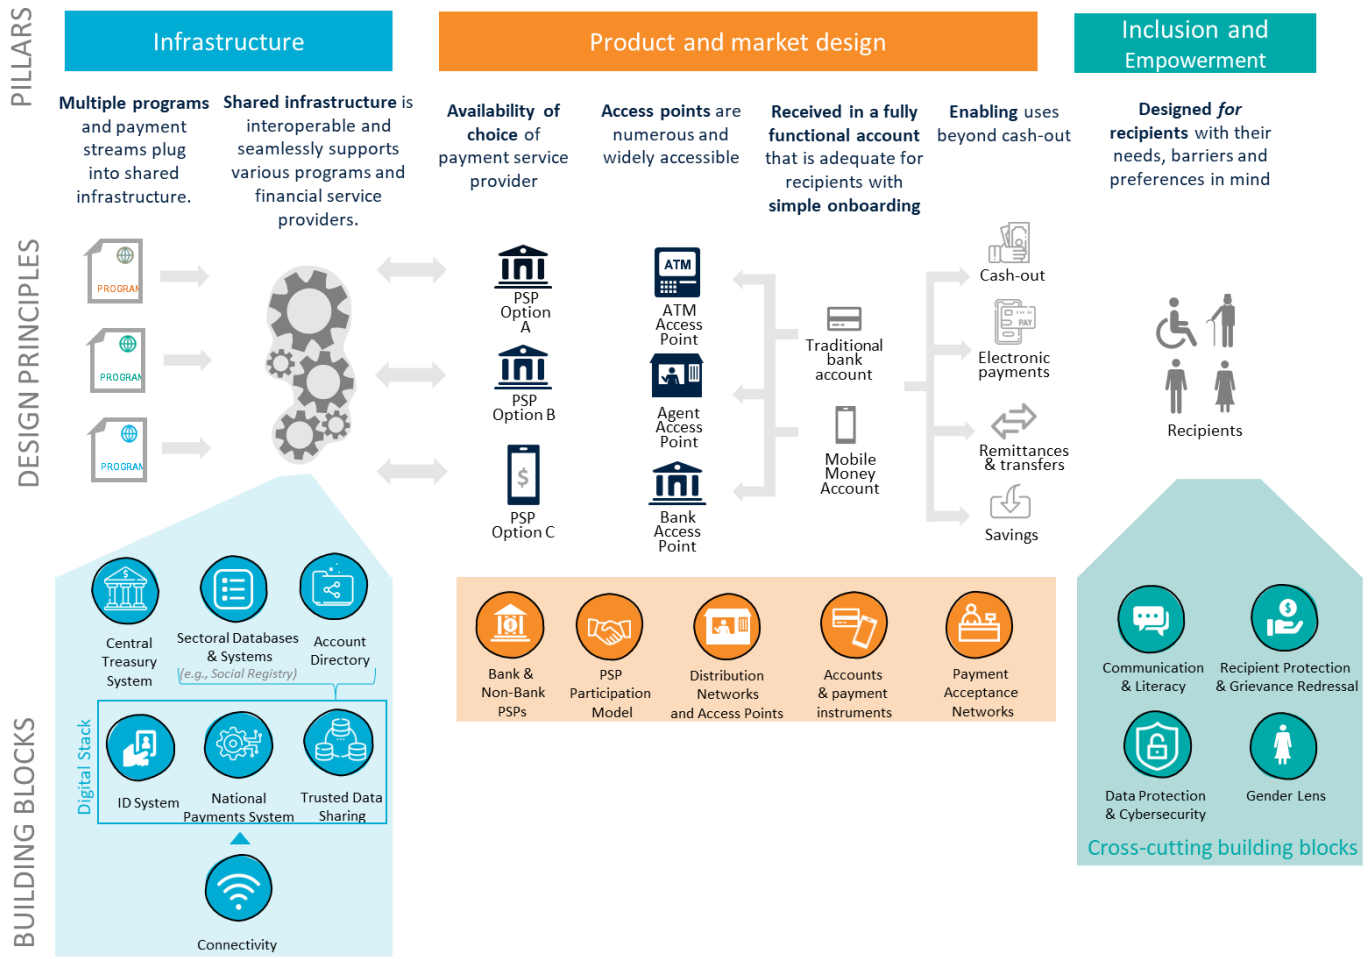 PILLARS
Infrastructure
Product and market design
Inclusion and
Empowerment
Multiple programs
and payment
streams plug
into shared
infrastructure.
Shared infrastructure is
interoperable and
seamlessly supports
various programs and
financial service
providers.
Availability of
choice of
payment service
provider
Access points are
numerous and
widely accessible
Received in a fully
functional account
that is adequate for
recipients with
simple onboarding
Enabling uses
beyond cash-out
Designed for
recipients with their
needs, barriers and
preferences in mind
DESIGN PRINCIPLES
PROGRAM
PROGRAM
PROGRAM
PSP
Option
A
PSP
Option B
$
PSP
Option C
ATM
ATM
Access
Point
Agent
Access
Point
Bank
Access
Point
Traditional
bank
account
Mobile
Money
Account
Cash-out
PAY
Electronic
payments
Remittances
& transfers
Savings
Recipients
BUILDING BLOCKS
Central
Treasury
System
Sectoral Databases
& Systems
(e.g., Social Registry)
Account
Directory
Digital Stack
ID System
National
Payments System
Trusted Data
Sharing
Connectivity
Bank &
Non-Bank
PSPs
PSP
Participation
Model
Distribution
Networks
and Access Points
Accounts
& payment
instruments
Payment
Acceptance
Networks
Communication
& Literacy
Recipient Protection
& Grievance Redressal
Data Protection
& Cybersecurity
Gender Lens
Cross-cutting building blocks